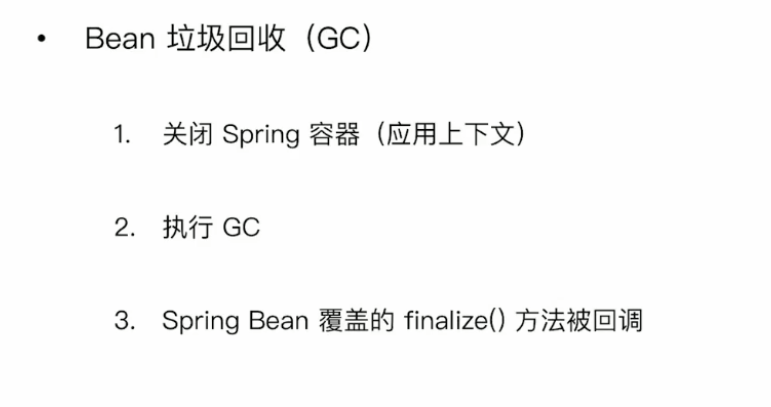 • Bean 垃圾回收（GC）
1. 关闭 Spring 容器（应用上下文）
2. 执行 GC
3. Spring Bean 覆盖的 finalize() 方法被回调